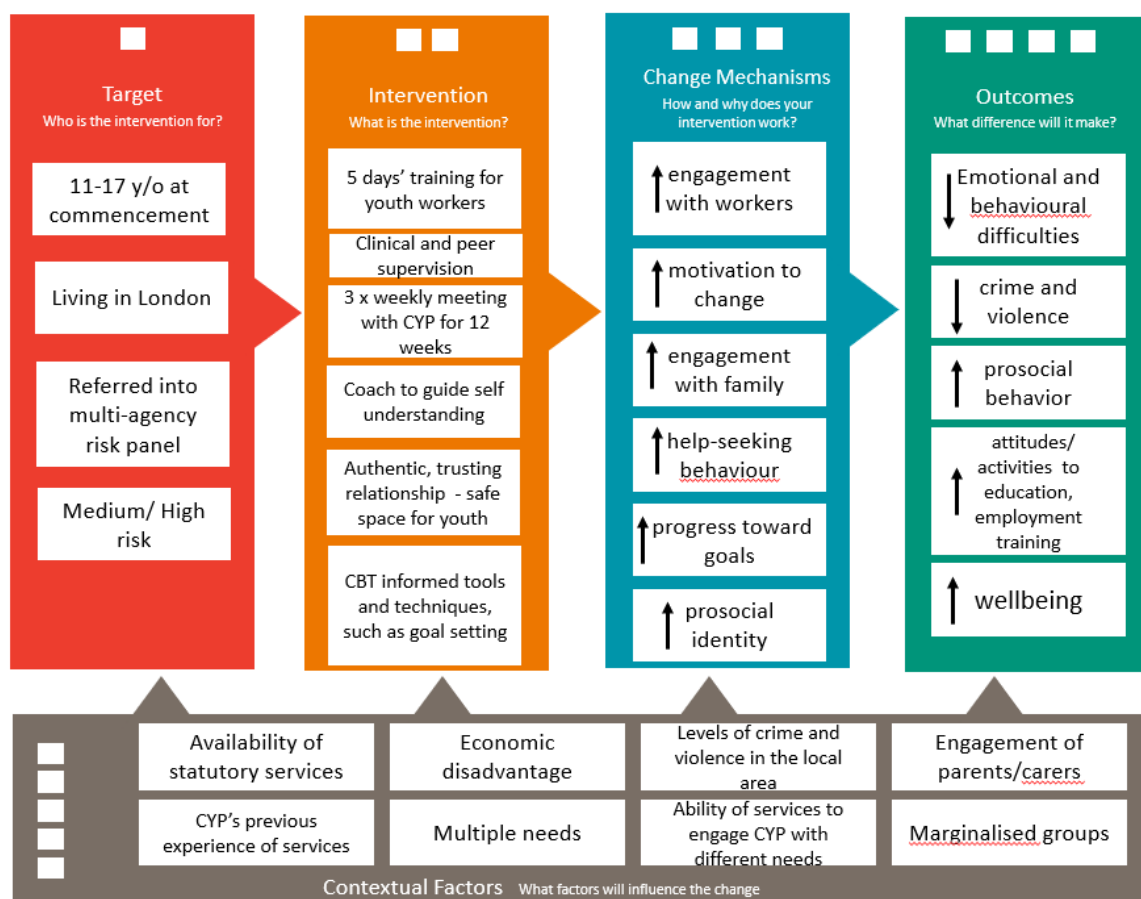 Target
Who is the intervention for?
11-17 y/o at
commencement
Living in London
Referred into
multi-agency
risk panel
Medium/ High
risk
Intervention
What is the intervention?
5 days’ training for
youth workers
Clinical and peer
supervision
3 x weekly meeting
with CYP for 12
weeks
Coach to guide self
understanding
Authentic, trusting
relationship - safe
space for youth
CBT informed tools
and techniques,
such as goal setting
Change Mechanisms
How and why does your
intervention work?
engagement
with workers
motivation to
change
engagement
with family
help-seeking
behaviour
progress toward
goals
prosocial
identity
Outcomes
What difference will it make?
Emotional and
behavioural
difficulties
crime and
violence
prosocial
behavior
attitudes/
activities to
education,
employment
training
wellbeing
Availability of
statutory services
Economic
disadvantage
Levels of crime and
violence in the local
area
Engagement of
parents/carers
CYP’s previous
experience of services
Multiple needs
Ability of services to
engage CYP with
different needs
Marginalised groups
Contextual Factors What factors will influence the change